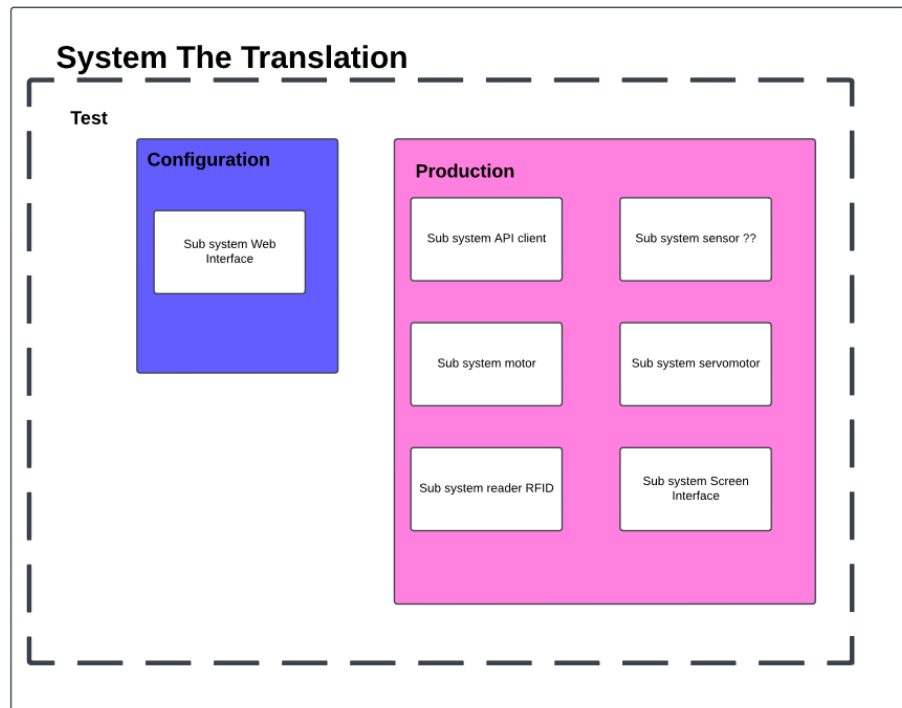 System The Translation
Test
Configuration
Sub system Web
Interface
Production
Sub system API client
Sub system sensor ??
Sub system motor
Sub system servomotor
Sub system reader RFID
Sub system Screen
Interface